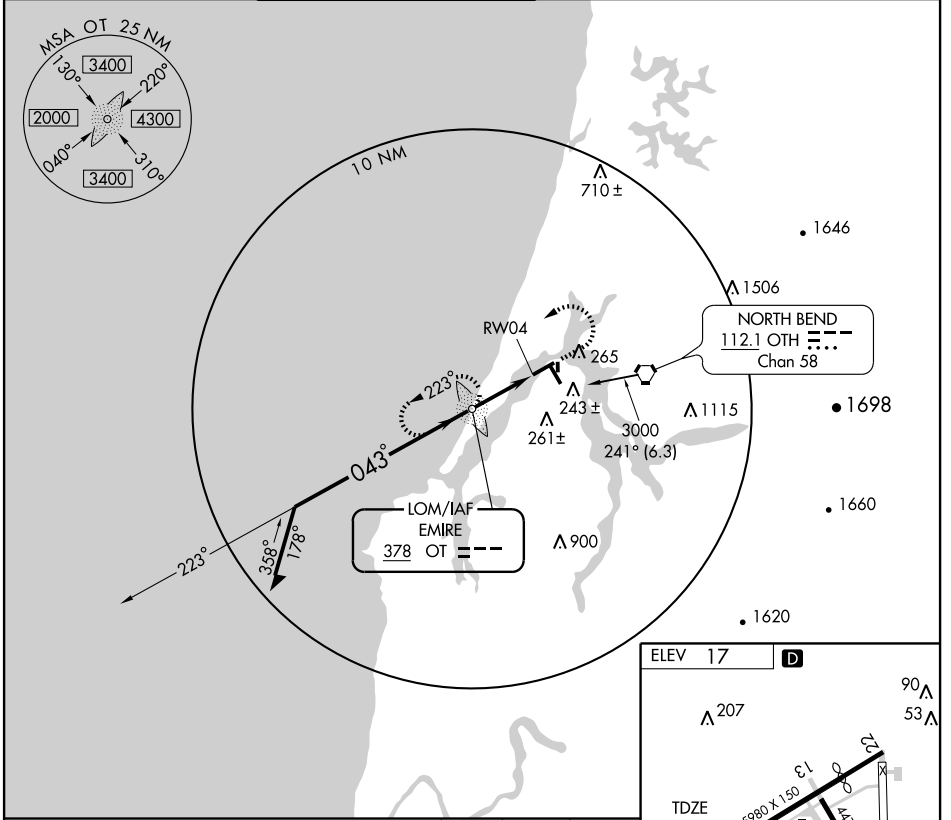 MSA OT 25 NM
130°
3400
220°
2000
4300
040°
3400
310°
10 NM
710 ±
1646
1506
NORTH BEND
112.1 OTH
Chan 58
RW04
265
223°
243 ±
261±
1115
1698
3000
241° (6.3)
043°
LOM/IAF
EMIRE
378 OT
358°
178°
223°
900
1660
1620
ELEV 17
D
90
53
207
22
13
X
5980 X 150
TDZE